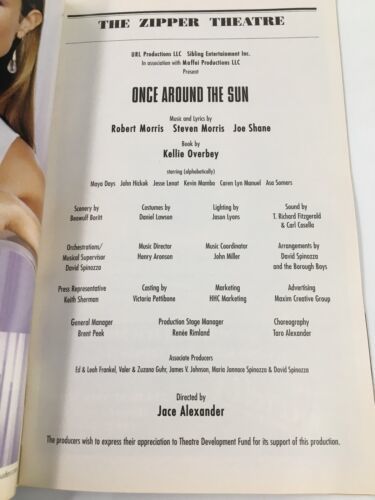 THE ZIPPER THEATRE
URL Productions LLC Sibling Entertainment Inc.
In association with Maffei Productions LLC
Present
ONCE AROUND THE SUN
Music and Lyrics by
Robert Morris Steven Morris Joe Shane
Book by
Kellie Overbey
starring (alphabetically)
Maya Days John Hickok Jesse Lenat Kevin Mambo Caren Lyn Manuel Asa Somers
Scenery by Costumes by Lighting by Sound by
Beowulf Boritt Daniel Lawson Jason Lyons T. Richard Fitzgerald
& Carl Casella
Orchestrations/ Music Director Music Coordinator Arrangements by
Musical Supervisor Henry Aronson John Miller David Spinozza
David Spinozza and the Borough Boys
Press Representative Casting by Marketing Advertising
Keith Sherman Victoria Pettibone HHC Marketing Maxim Creative Group
General Manager Production Stage Manager Choreography
Brent Peek Renée Rimland Taro Alexander
Associate Producers
Ed & Leah Frankel, Valer & Zuzana Guhr, James V. Johnson, Maria Jannace Spinozza & David Spinozza
Directed by
Jace Alexander
The producers wish to express their appreciation to Theatre Development Fund for its support of this production.